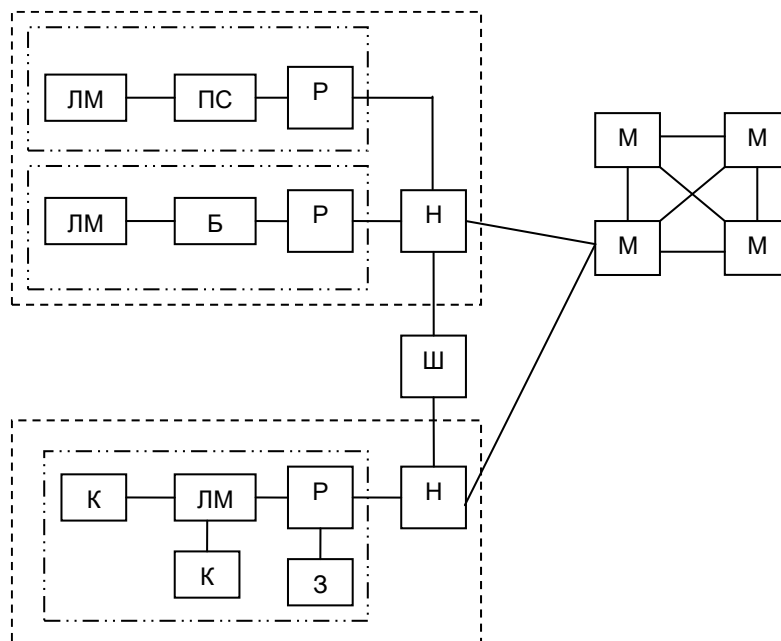 ЛМ ПС Р
М М
ЛМ Б Р Н
М М
Ш
К ЛМ Р Н
К З